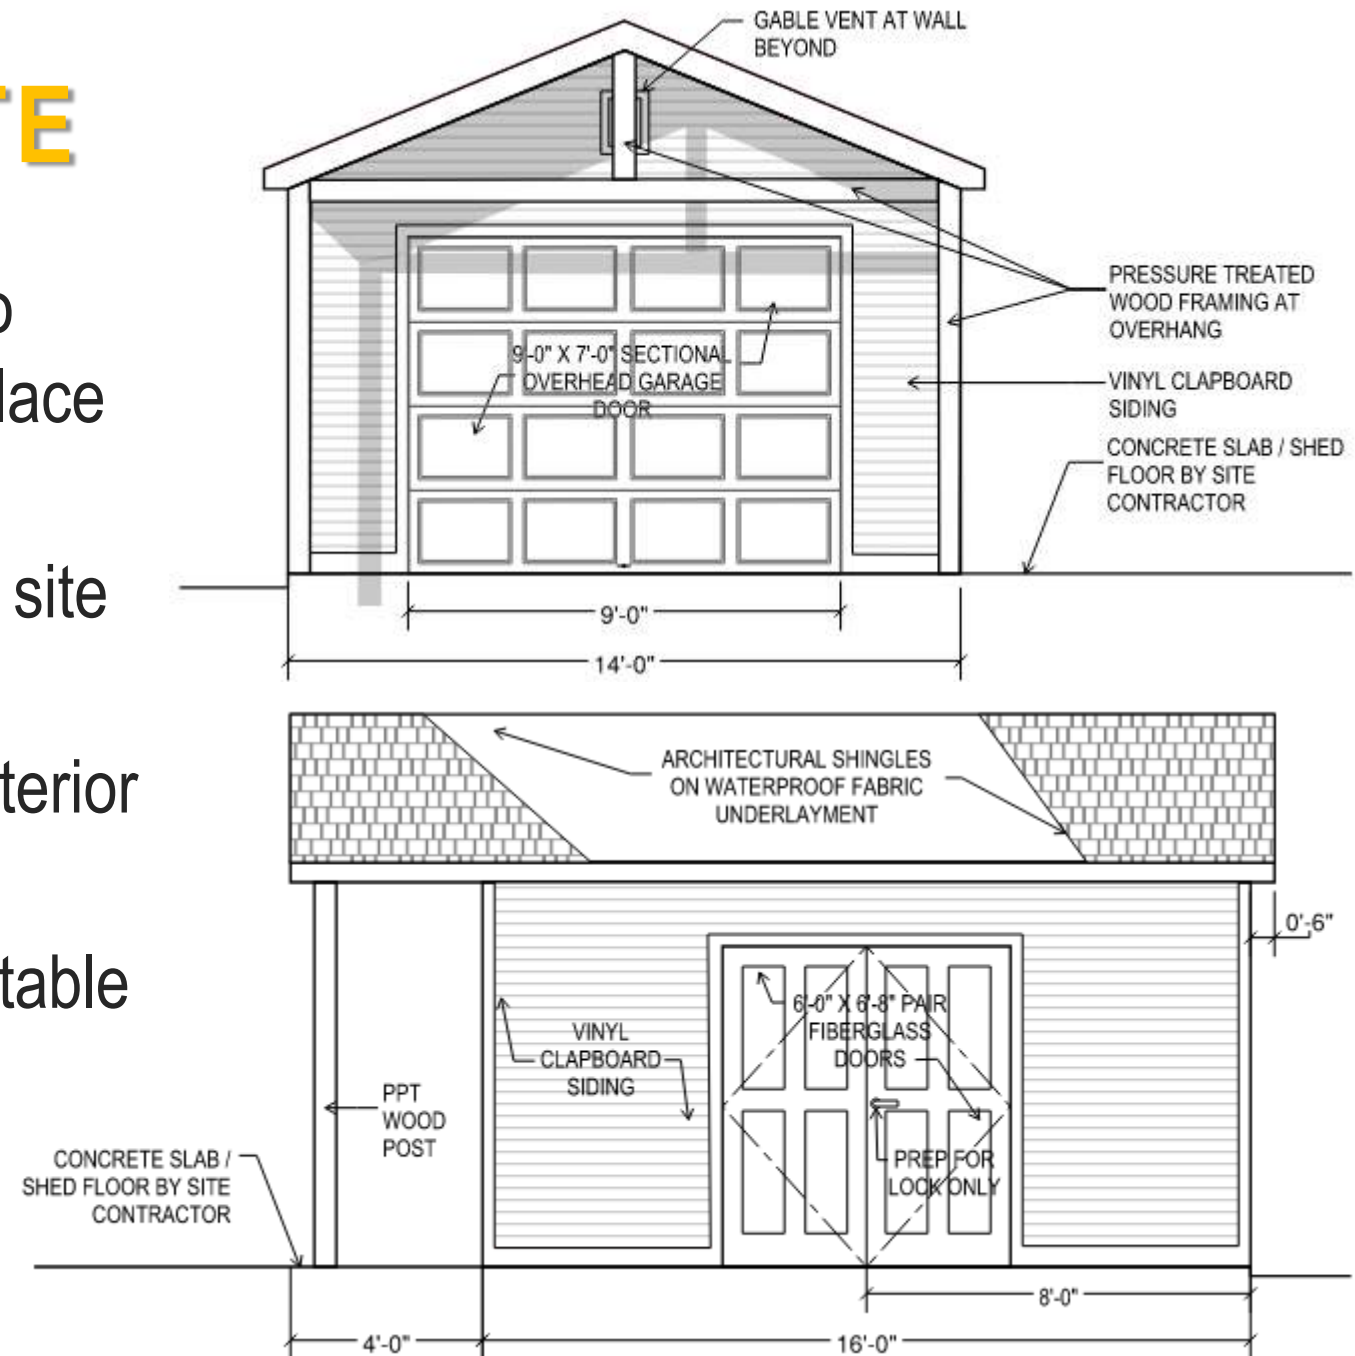 TE
o
lace
site
terior
table
GABLE VENT AT WALL
BEYOND
PRESSURE TREATED
WOOD FRAMING AT
OVERHANG
9'-0" X 7'-0" SECTIONAL
OVERHEAD GARAGE
DOOR
VINYL CLAPBOARD
SIDING
CONCRETE SLAB / SHED
FLOOR BY SITE
CONTRACTOR
9'-0"
14'-0"
ARCHITECTURAL SHINGLES
ON WATERPROOF FABRIC
UNDERLAYMENT
0'-6"
6'-0" X 6'-8" PAIR
FIBERGLASS
DOORS
VINYL
CLAPBOARD
SIDING
PPT
WOOD
POST
PREP FOR
LOCK ONLY
CONCRETE SLAB /
SHED FLOOR BY SITE
CONTRACTOR
8'-0"
4'-0"
16'-0"